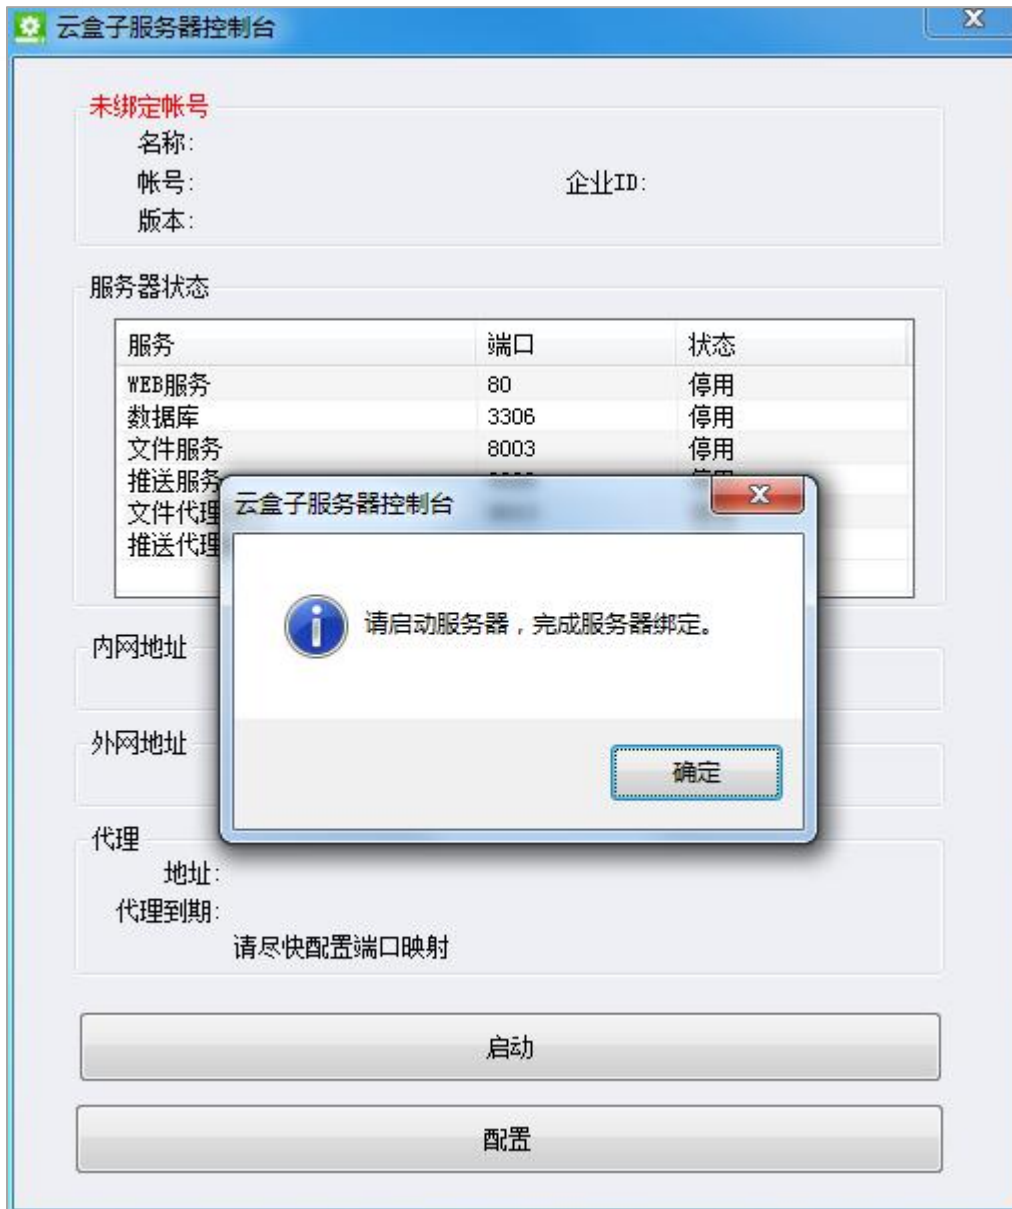 云盒子服务器控制台
未绑定帐号
名称:
帐号: 企业ID:
版本:
服务器状态
服务 端口 状态
WEB服务 80 停用
数据库 3306 停用
文件服务 8003 停用
推送服务
文件代理
推送代理
云盒子服务器控制台
请启动服务器，完成服务器绑定。
确定
内网地址
外网地址
代理
地址:
代理到期:
请尽快配置端口映射
启动
配置